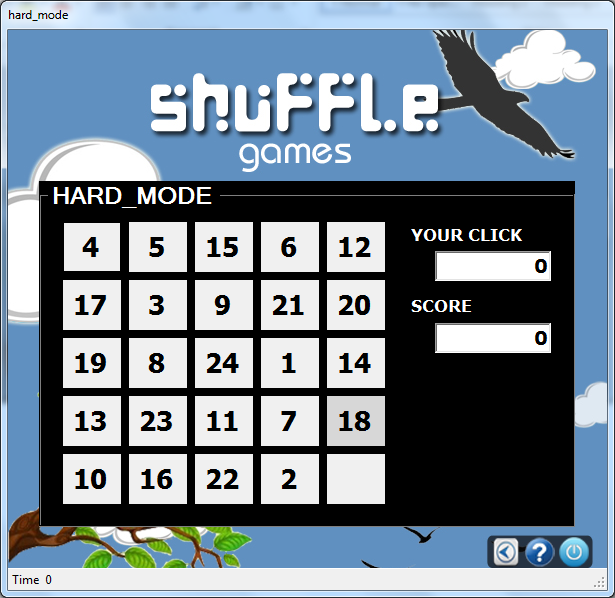 hard_mode
shuffle
games
HARD_MODE
4 5 15 6 12
YOUR CLICK
0
17 3 9 21 20
SCORE
0
19 8 24 1 14
13 23 11 7 18
10 16 22 2
?
Time 0